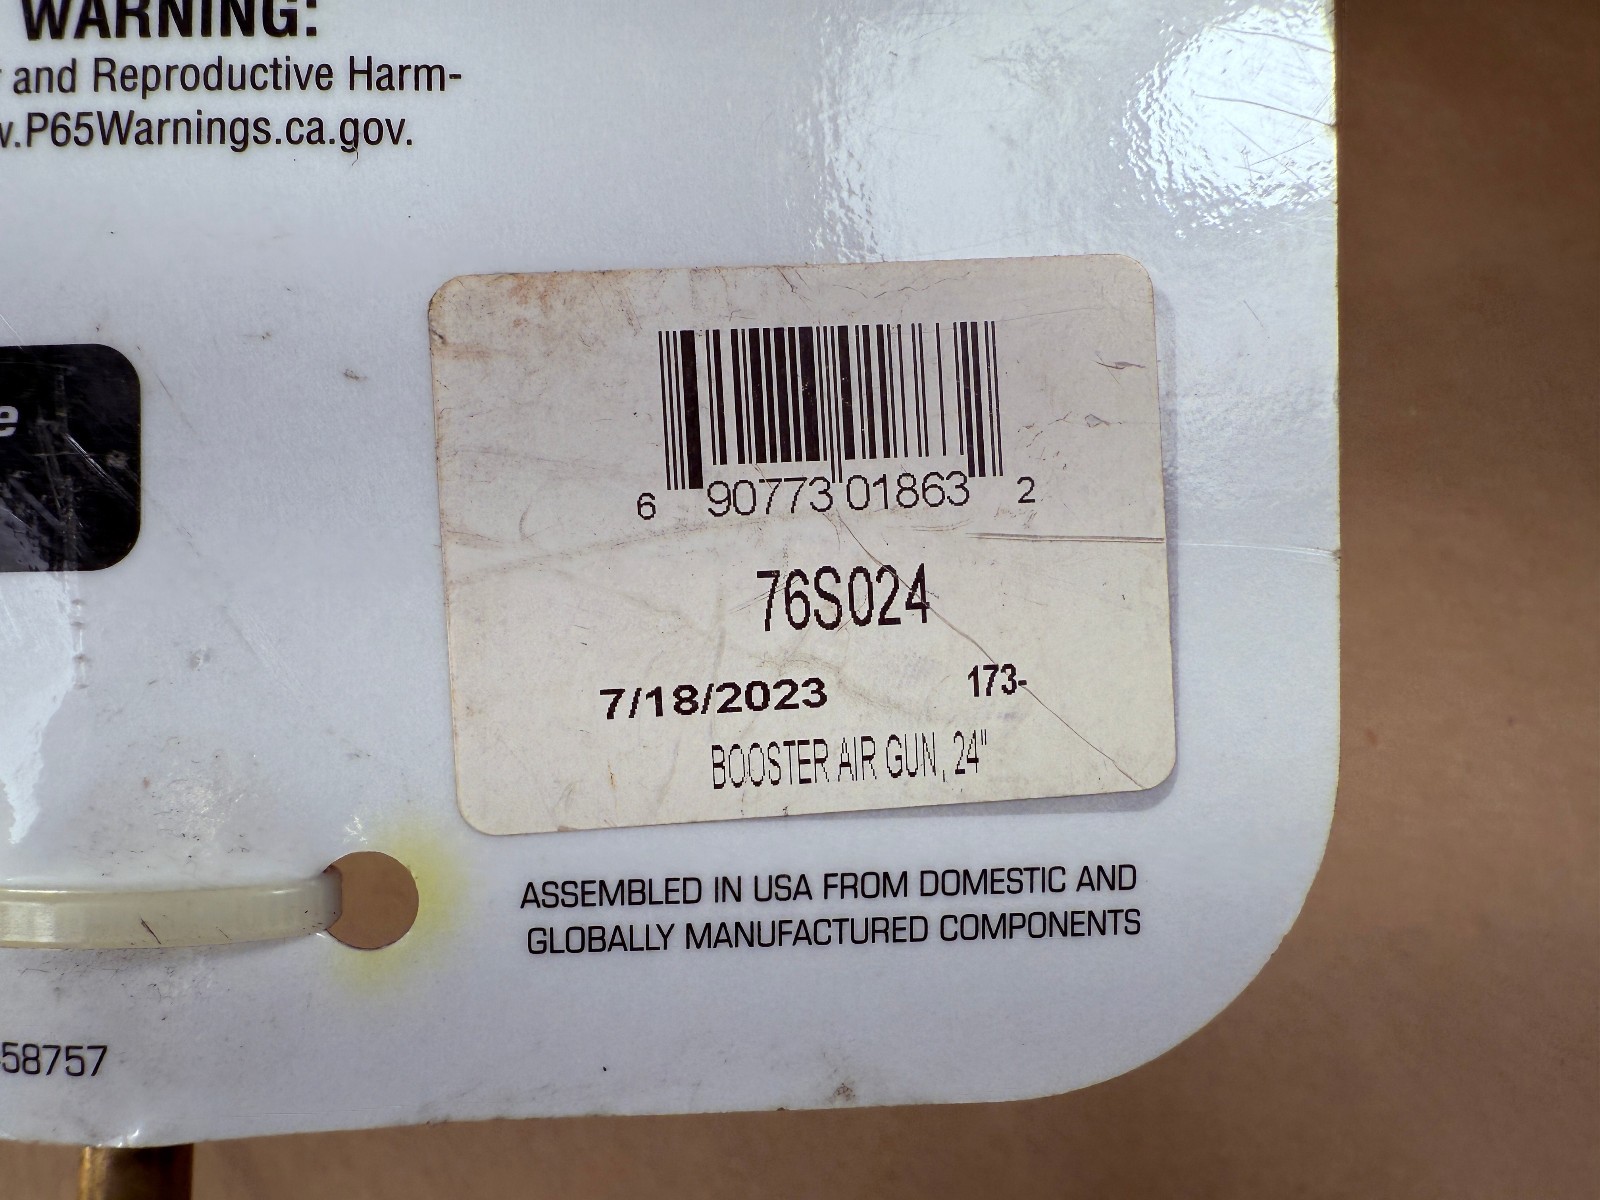 WARNING:
and Reproductive Harm-
.P65Warnings.ca.gov.
e
6 90773 01863 2
76S024
7/18/2023 173-
BOOSTER AIR GUN, 24"
ASSEMBLED IN USA FROM DOMESTIC AND
GLOBALLY MANUFACTURED COMPONENTS
58757